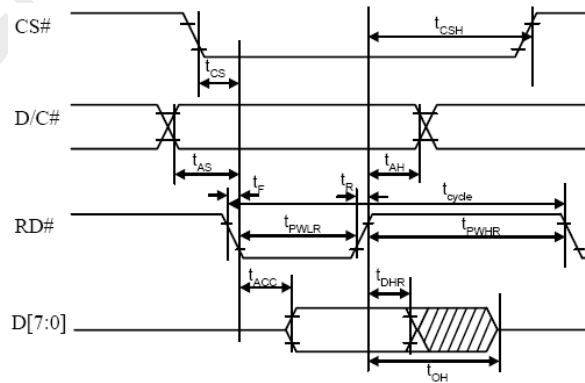 CS#
tCSH
tCS
D/C#
tAS
tAH
tF
tR
tcycle
RD#
tPWLR
tPWHR
tACC
tDHR
D[7:0]
tOH